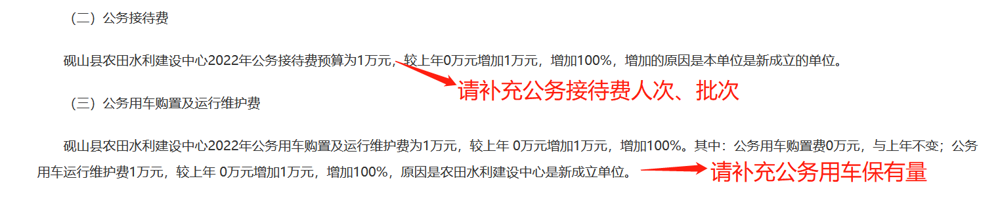 （二）公务接待费
砚山县农田水利建设中心2022年公务接待费预算为1万元，较上年0万元增加1万元，增加100%，增加的原因是本单位是新成立的单位。
请补充公务接待费人次、批次
（三）公务用车购置及运行维护费
砚山县农田水利建设中心2022年公务用车购置及运行维护费为1万元，较上年 0万元增加1万元，增加100%。其中：公务用车购置费0万元，与上年不变；公务
用车运行维护费1万元，较上年 0万元增加1万元，增加100%，原因是农田水利建设中心是新成立单位。
请补充公务用车保有量